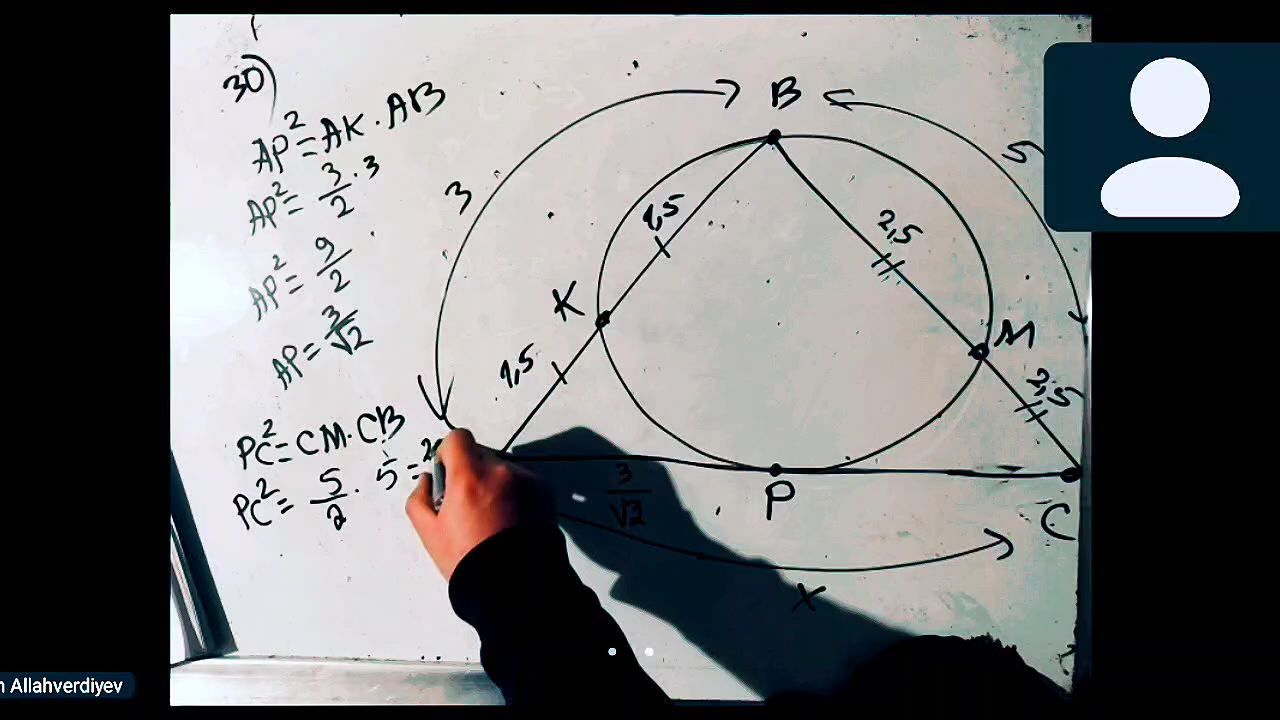 30)
AP² = AK · AB
AP² = 3/2 · 3
AP² = 9/2
AP = 3/√2
PC² = CM · CB
PC² = 5/2 · 5 = 2
B
3
5
1,5
2,5
K
M
1,5
2,5
3/√2
P
C
x
n Allahverdiyev